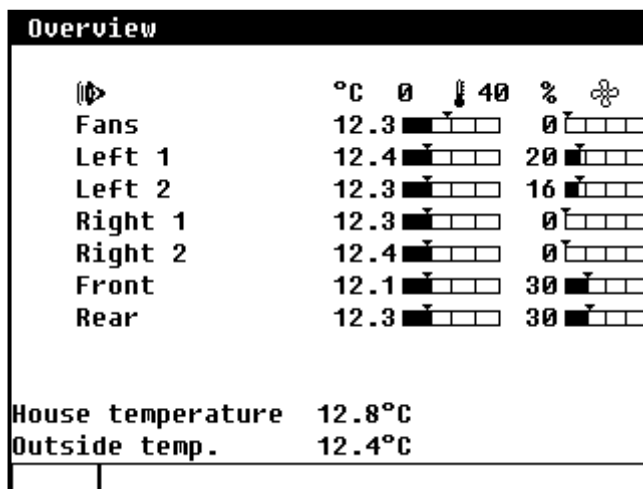 Overview
°C 0 40 %
Fans 12.3 0
Left 1 12.4 20
Left 2 12.3 16
Right 1 12.3 0
Right 2 12.4 0
Front 12.1 30
Rear 12.3 30
House temperature 12.8°C
Outside temp. 12.4°C